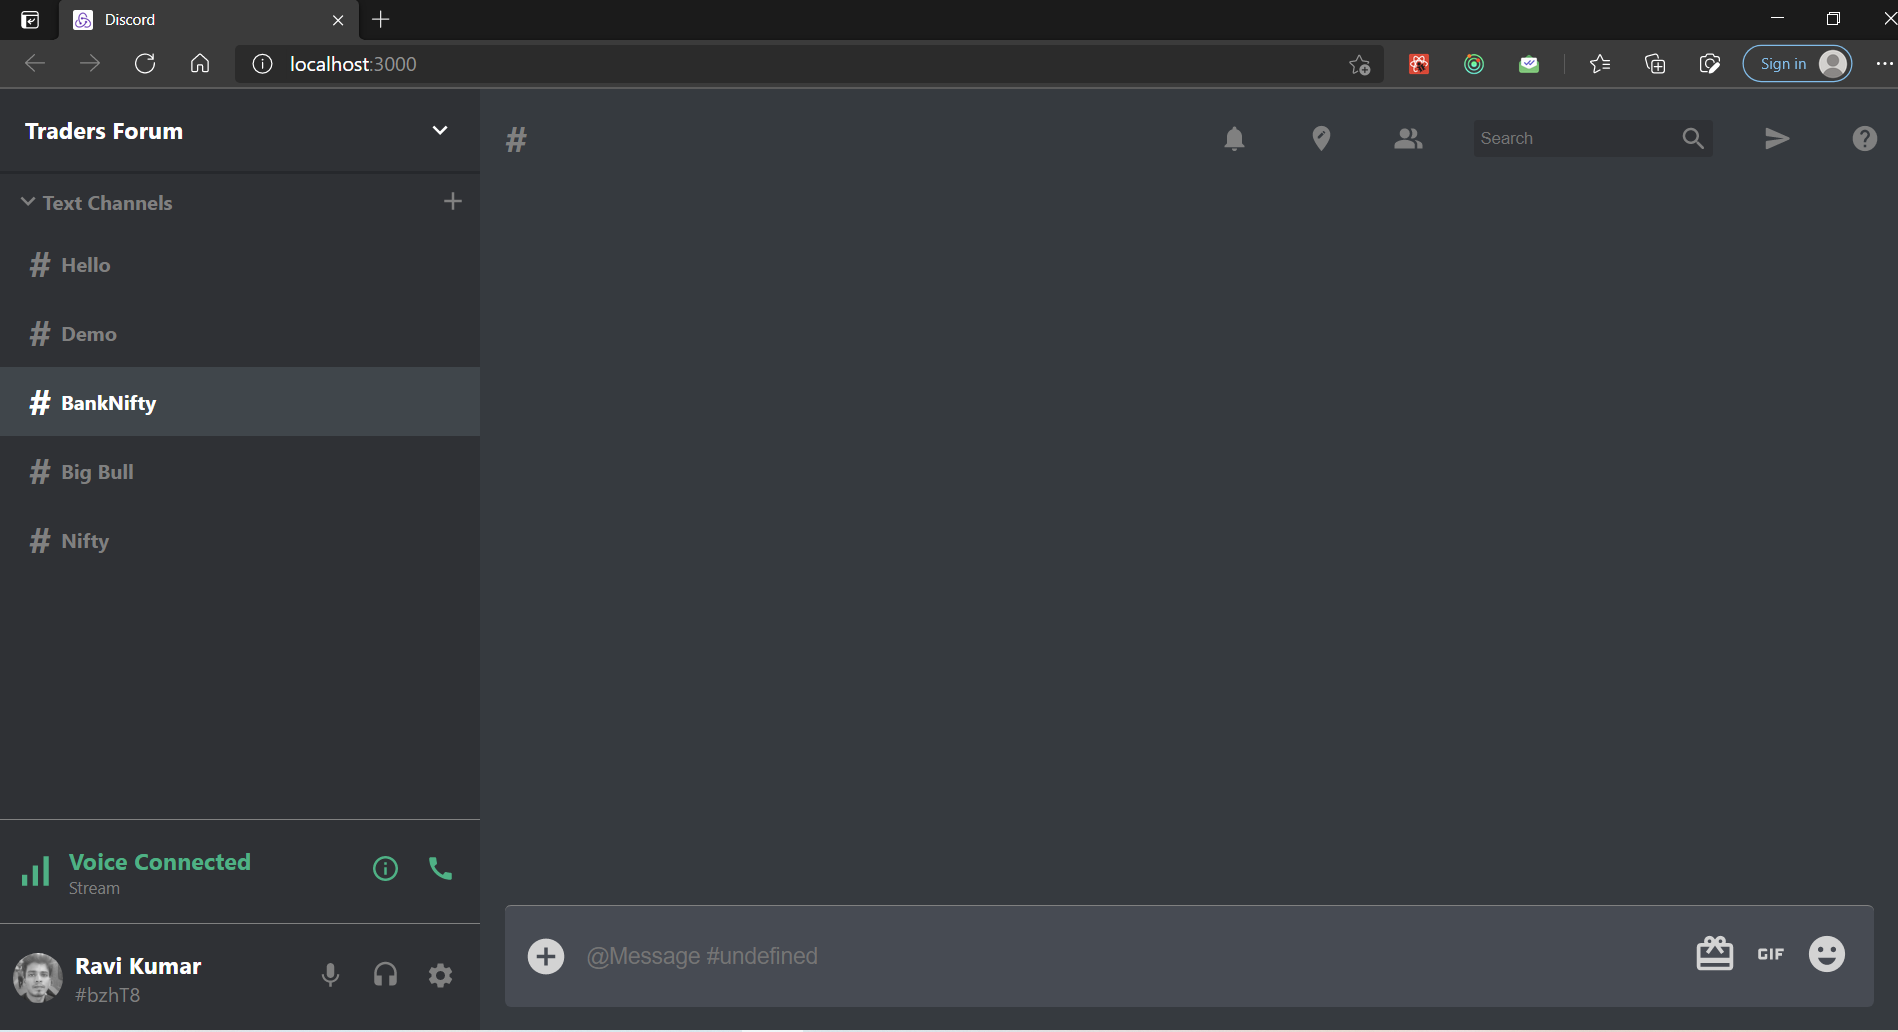 Discord
localhost:3000
Sign in
Traders Forum
#
Search
Text Channels
# Hello
# Demo
# BankNifty
# Big Bull
# Nifty
Voice Connected
Stream
Ravi Kumar
#bzhT8
@Message #undefined
GIF